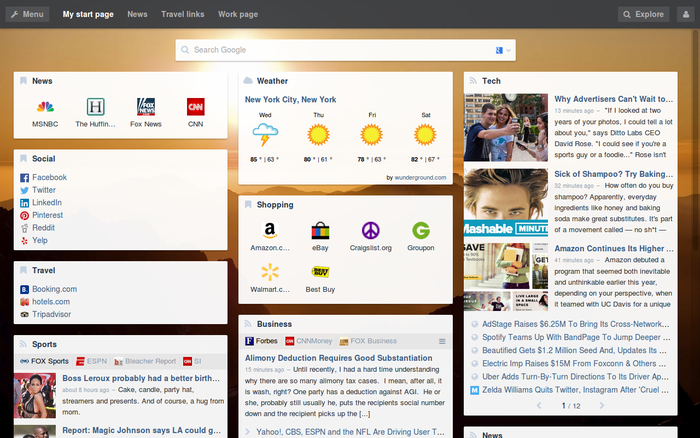 Menu
My start page
News
Travel links
Work page
Explore
Search Google
News
MSNBC
The Huffin...
Fox News
CNN
Social
Facebook
Twitter
LinkedIn
Pinterest
Reddit
Yelp
Travel
Booking.com
hotels.com
Tripadvisor
Sports
FOX Sports
ESPN
Bleacher Report
SI
Boss Leroux probably had a better birth...
about 8 hours ago – Cake, candle, party hat,
streamers and presents. And of course, a hug from
mom.
Report: Magic Johnson says LA could g...
Weather
New York City, New York
Wed
Thu
Fri
Sat
85 ° | 63 °
80 ° | 61 °
78 ° | 63 °
82 ° | 67 °
by wunderground.com
Shopping
Amazon.c...
eBay
Craigslist.org
Groupon
Walmart.c...
Best Buy
Business
Forbes
CNNMoney
FOX Business
Alimony Deduction Requires Good Substantiation
15 minutes ago – Until recently, I had a hard time understanding
why there are so many alimony tax cases. I mean, after all, it
is wash, right? One party has a deduction against AGI. He or
she, probably still usually he, puts the recipients social number
down and the recipient picks up the [...]
Yahoo!, CBS, ESPN and the NFL Are Driving User T...
Tech
Why Advertisers Can't Wait to...
13 minutes ago – "If I looked at two
years of your photos, I could tell a lot
about you," says Ditto Labs CEO
David Rose. "I could see if you're a
sports guy or a foodie..." Rose isn't
Sick of Shampoo? Try Baking...
32 minutes ago – How often do you buy
shampoo? Apparently, everyday
ingredients like honey and baking
soda make great substitutes. It's part
of a movement called — no sh*t —
Mashable MINUTE
Amazon Continues Its Higher ...
41 minutes ago – Amazon debuted a
program that seemed both inevitable
and unthinkable earlier this year,
depending on your perspective, when
it teamed with UC Davis for a unique
SAVE
LIVE LARGE IN
A SMALL SPACE
AdStage Raises $6.25M To Bring Its Cross-Network...
Spotify Teams Up With BandPage To Jump Deeper ...
Beautified Gets $1.2 Million Seed And, Updates Its ...
Electric Imp Raises $15M From Foxconn & Others ...
Uber Adds Turn-By-Turn Directions To Its Driver Ap...
Zelda Williams Quits Twitter, Instagram After 'Cruel ...
1 / 12
News